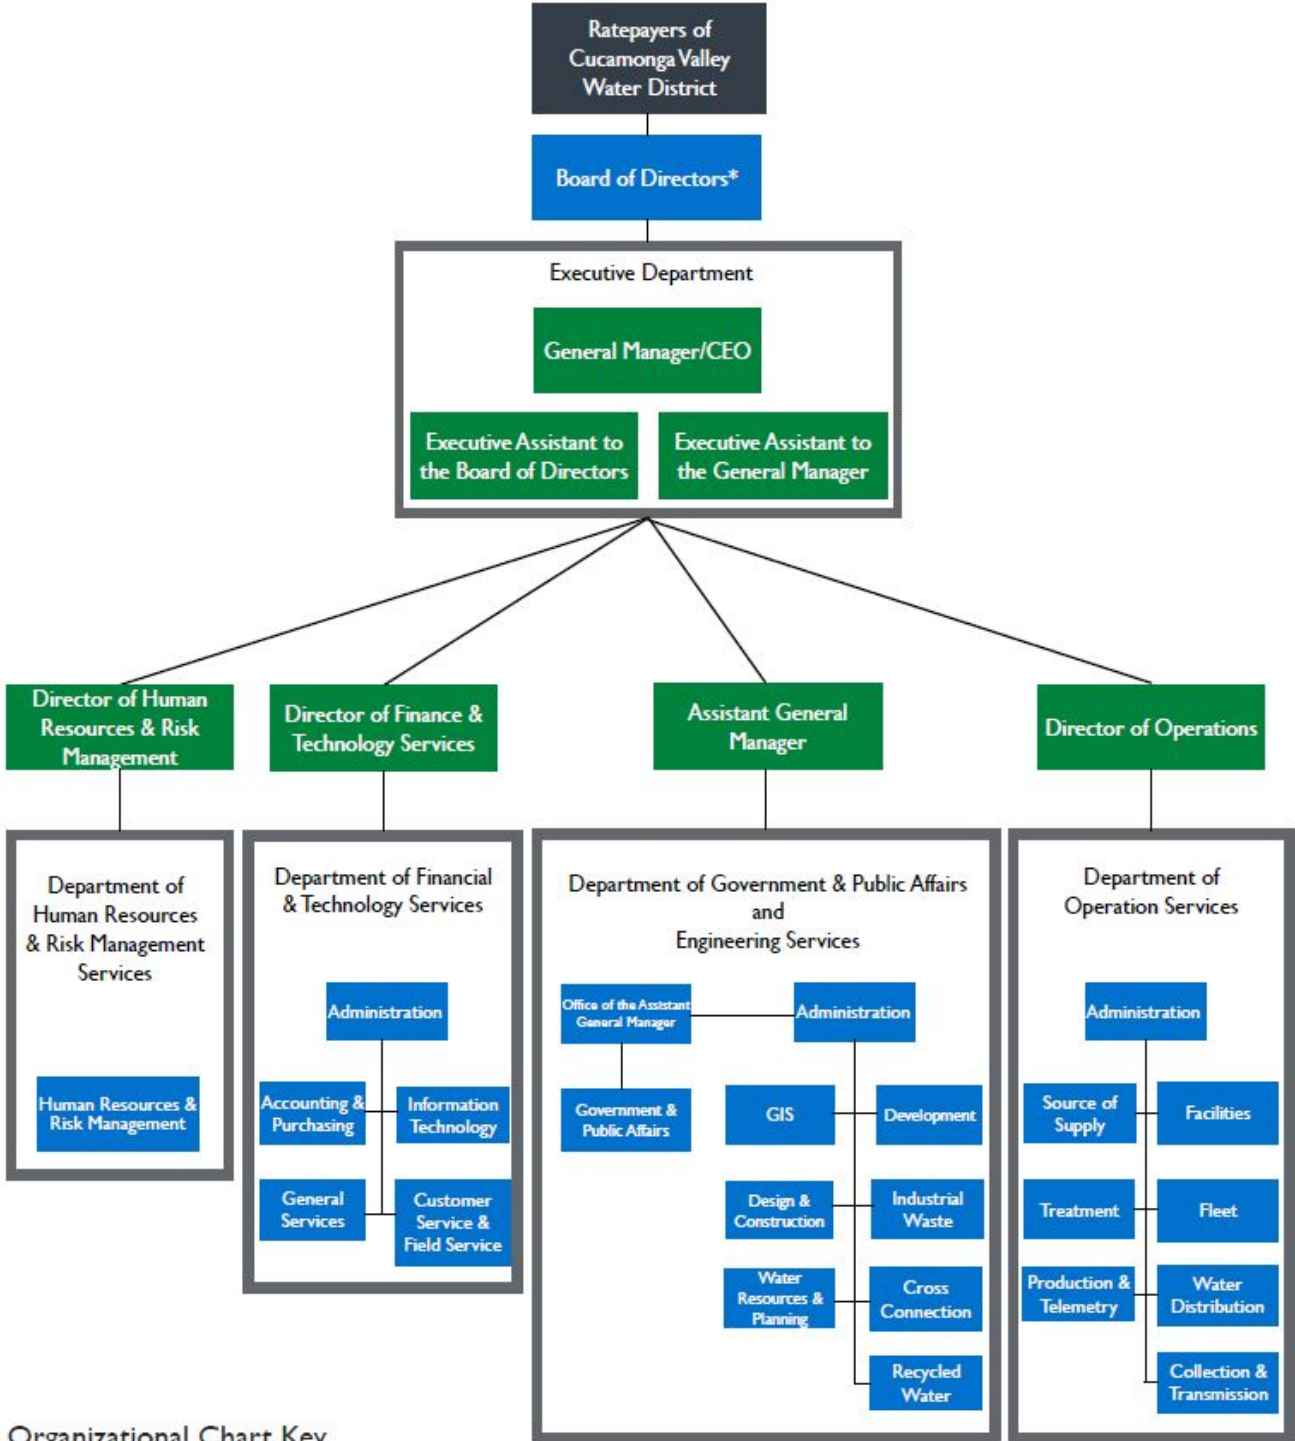 Ratepayers of
Cucamonga Valley
Water District
Board of Directors*
Executive Department
General Manager/CEO
Executive Assistant to
the Board of Directors
Executive Assistant to
the General Manager
Director of Human
Resources & Risk
Management
Director of Finance &
Technology Services
Assistant General
Manager
Director of Operations
Department of
Human Resources
& Risk Management
Services
Human Resources &
Risk Management
Department of Financial
& Technology Services
Administration
Accounting &
Purchasing
Information
Technology
General
Services
Customer
Service &
Field Service
Department of Government & Public Affairs
and
Engineering Services
Office of the Assistant
General Manager
Administration
Government &
Public Affairs
GIS
Development
Design &
Construction
Industrial
Waste
Water
Resources &
Planning
Cross
Connection
Recycled
Water
Department of
Operation Services
Administration
Source of
Supply
Facilities
Treatment
Fleet
Production &
Telemetry
Water
Distribution
Collection &
Transmission
Organizational Chart Key